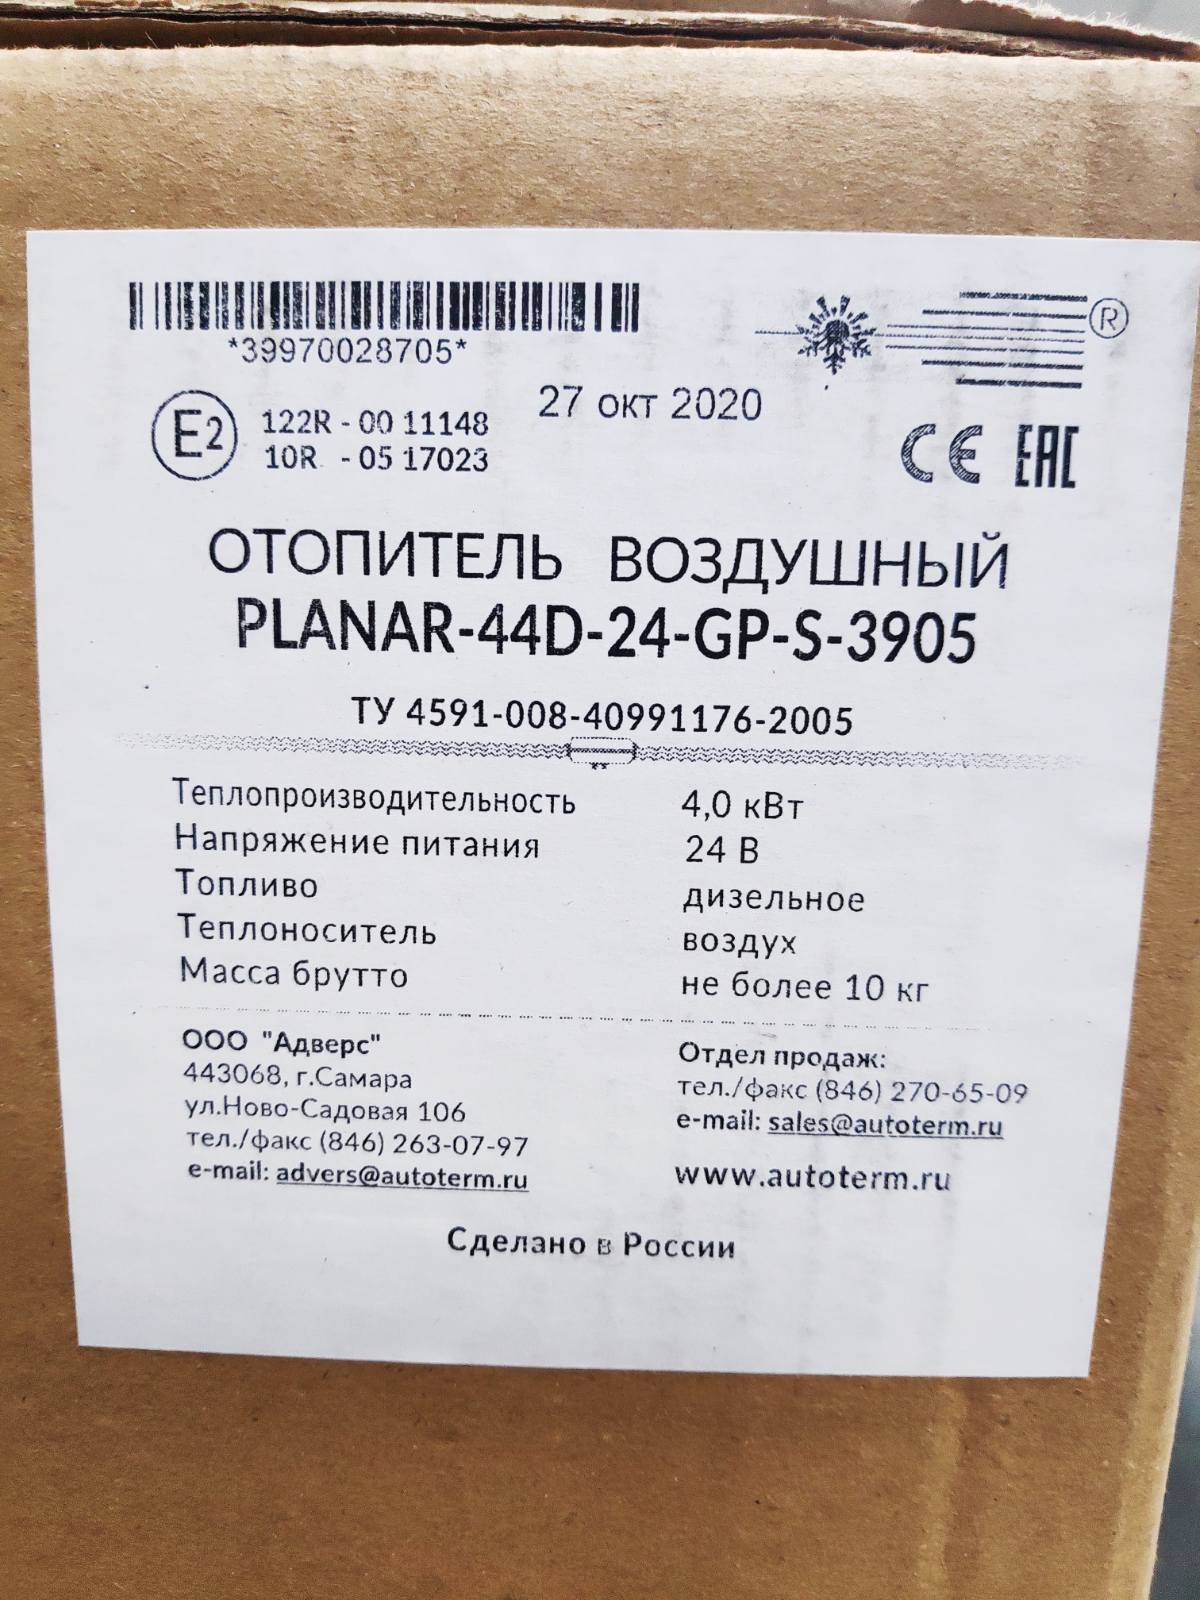 *39970028705*
®
27 окт 2020
E2
122R - 00 11148
10R - 05 17023
CE EAC
ОТОПИТЕЛЬ ВОЗДУШНЫЙ
PLANAR-44D-24-GP-S-3905
ТУ 4591-008-40991176-2005
Теплопроизводительность 4,0 кВт
Напряжение питания 24 В
Топливо дизельное
Теплоноситель воздух
Масса брутто не более 10 кг
ООО "Адверс"
443068, г.Самара
ул.Ново-Садовая 106
тел./факс (846) 263-07-97
e-mail: advers@autoterm.ru
Отдел продаж:
тел./факс (846) 270-65-09
e-mail: sales@autoterm.ru
www.autoterm.ru
Сделано в России